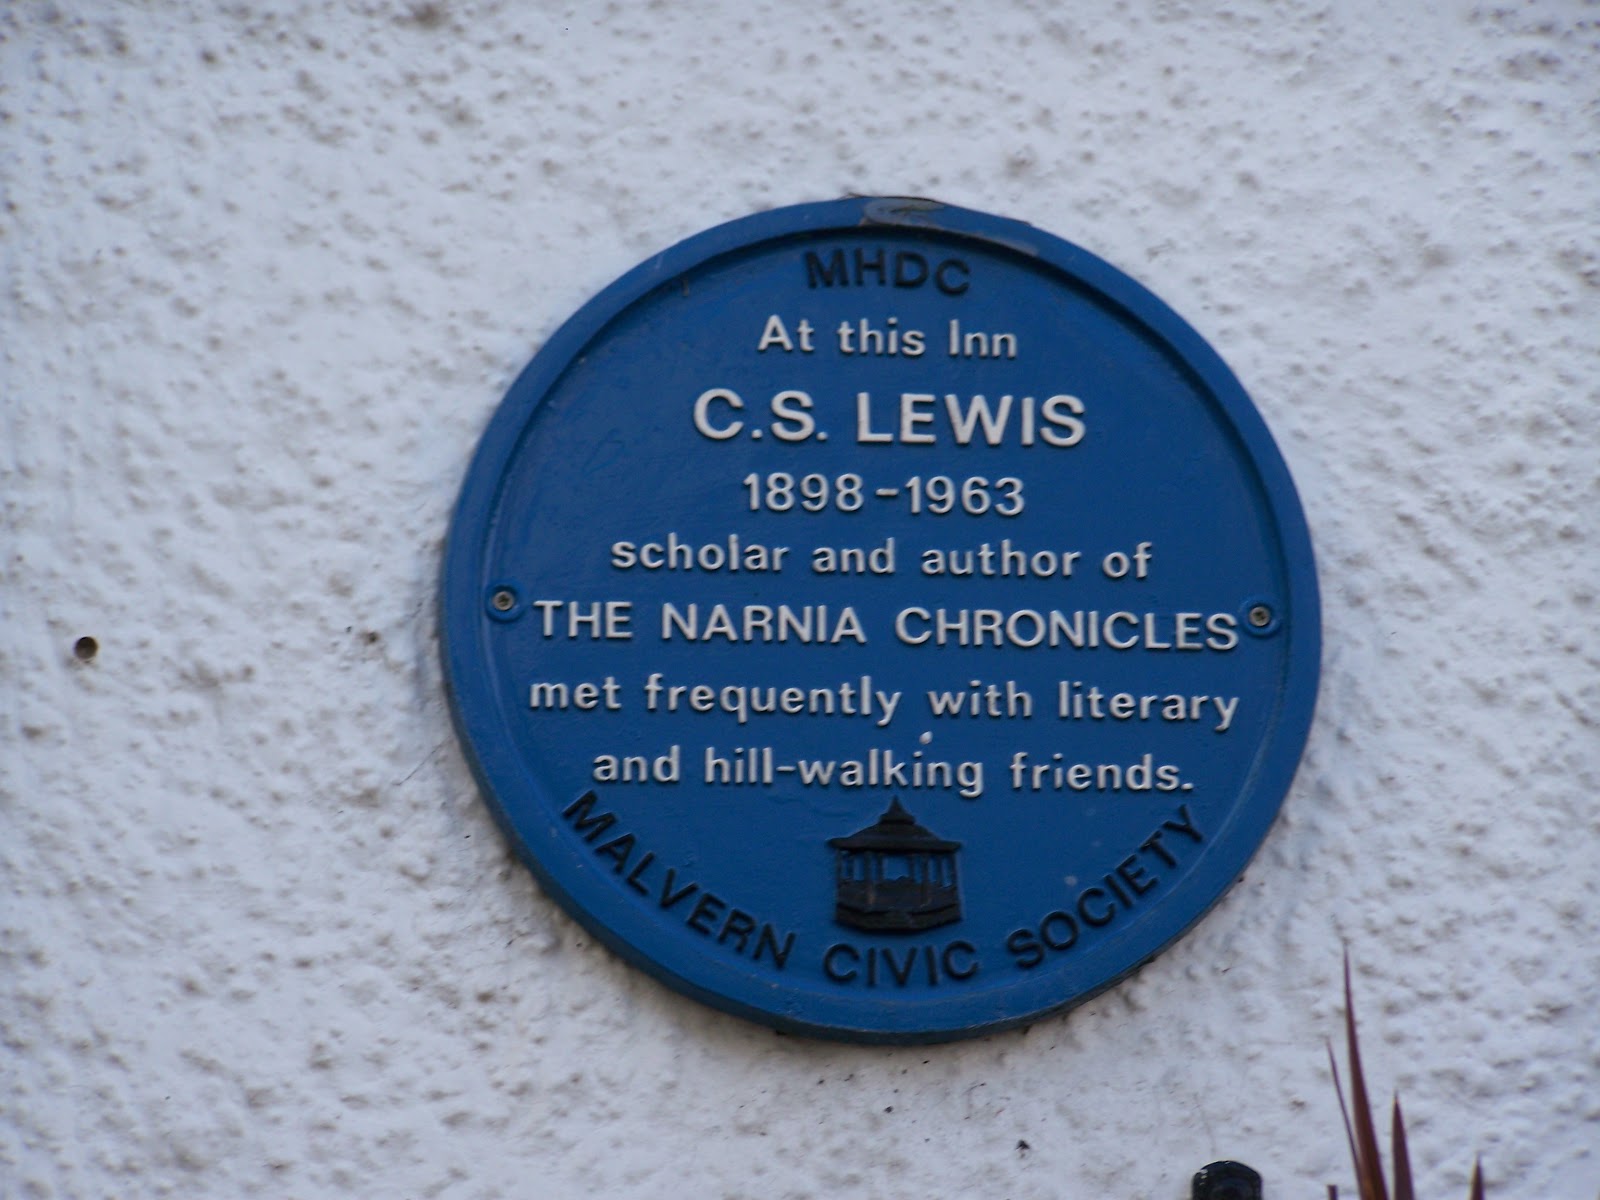 MHDC
At this Inn
C.S. LEWIS
1898-1963
scholar and author of
THE NARNIA CHRONICLES
met frequently with literary
and hill-walking friends.
MALVERN CIVIC SOCIETY